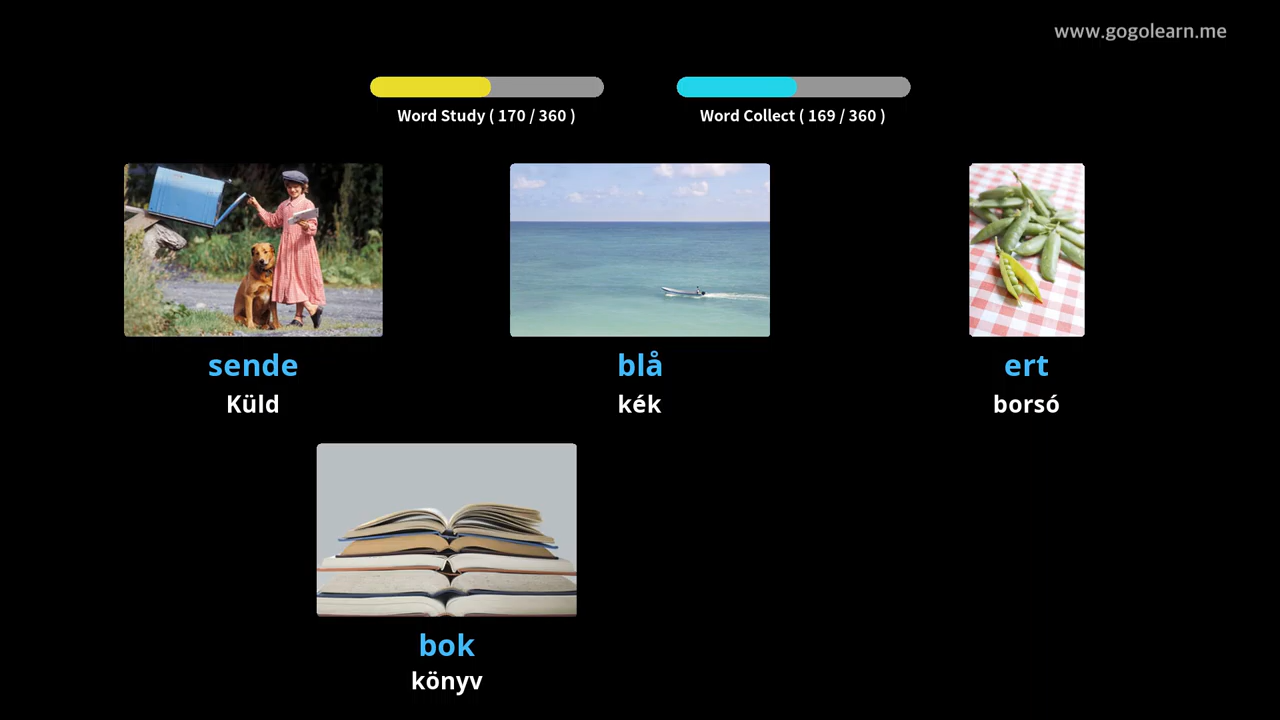 www.gogolearn.me
Word Study ( 170 / 360 )
Word Collect ( 169 / 360 )
sende
Küld
blå
kék
ert
borsó
bok
könyv